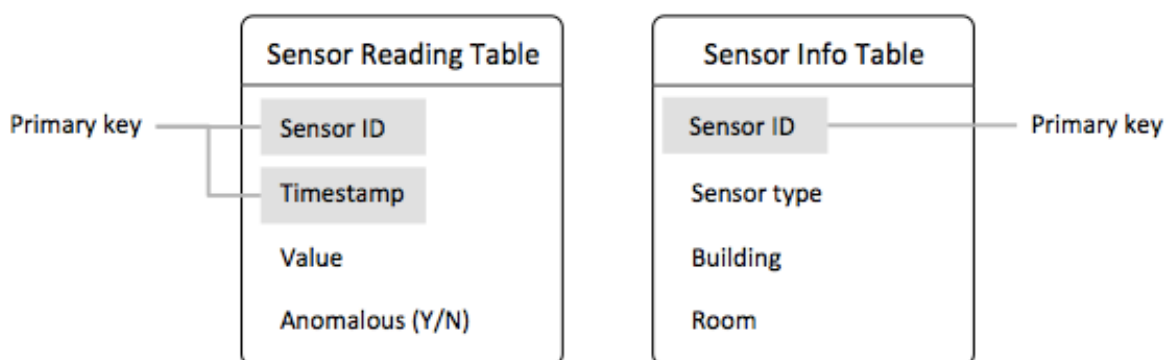 Sensor Reading Table
Primary key
Sensor ID
Timestamp
Value
Anomalous (Y/N)
Sensor Info Table
Sensor ID
Primary key
Sensor type
Building
Room